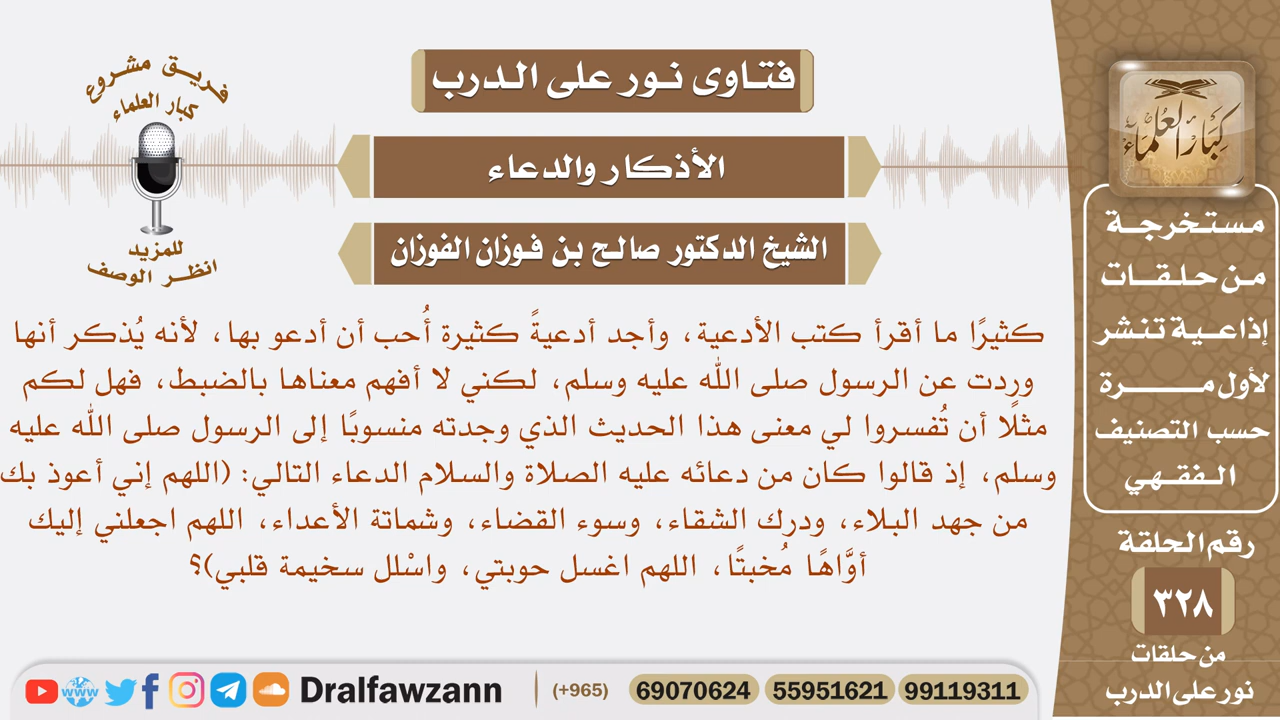 فتاوى نور على الدرب
الأذكار والدعاء
الشيخ الدكتور صالح بن فوزان الفوزان
فريق مشروع
كبار العلماء
للمزيد
انظر الوصف
كثيرًا ما أقرأ كتب الأدعية، وأجد أدعيةً كثيرة أُحب أن أدعو بها، لأنه يُذكر أنها
وردت عن الرسول صلى الله عليه وسلم، لكني لا أفهم معناها بالضبط، فهل لكم
مثلًا أن تُفسروا لي معنى هذا الحديث الذي وجدته منسوبًا إلى الرسول صلى الله عليه
وسلم، إذ قالوا كان من دعائه عليه الصلاة والسلام الدعاء التالي: (اللهم إني أعوذ بك
من جهد البلاء، ودرك الشقاء، وسوء القضاء، وشماتة الأعداء، اللهم اجعلني إليك
أوَّاهًا مُخبتًا، اللهم اغسل حوبتي، واسْلل سخيمة قلبي)؟
كِبَار العُلَمَاء
مستخرجة
من حلقات
إذاعية تنشر
لأول مرة
حسب التصنيف
الفقهي
رقم الحلقة
٣٢٨
من حلقات
نور على الدرب
www
Dralfawzann
(+965)
69070624
55951621
99119311